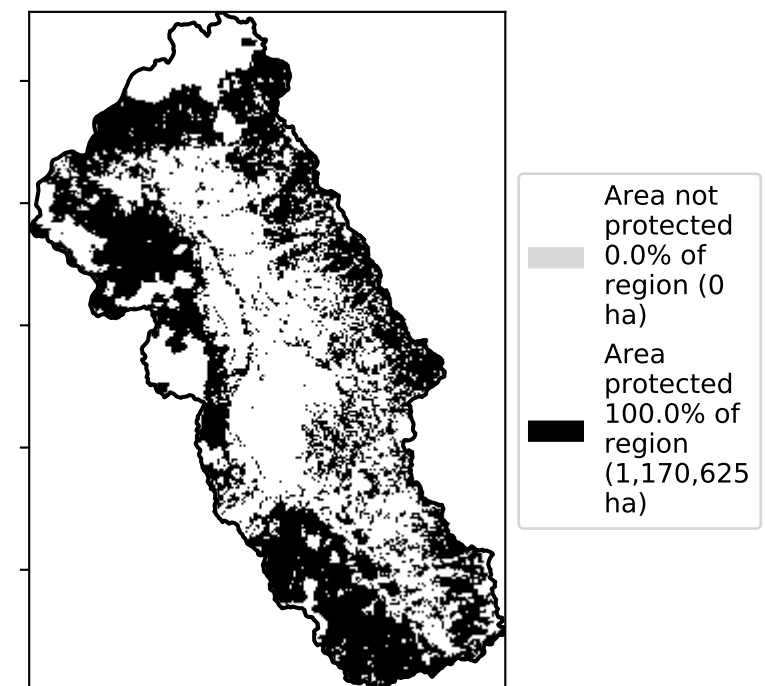 Area not
protected
0.0% of
region (0
ha)
Area
protected
100.0% of
region
(1,170,625
ha)